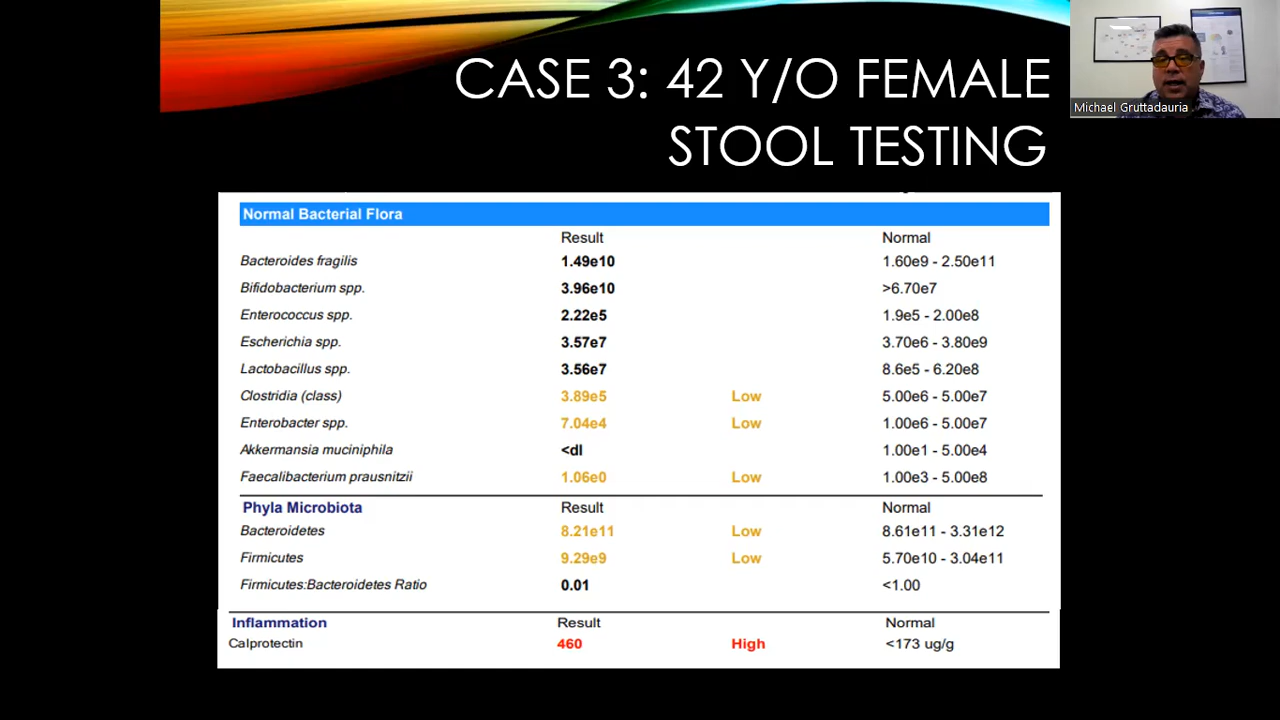 CASE 3: 42 Y/O FEMALE
STOOL TESTING
Michael Gruttadauria
Normal Bacterial Flora
Result Normal
Bacteroides fragilis 1.49e10 1.60e9 - 2.50e11
Bifidobacterium spp. 3.96e10 >6.70e7
Enterococcus spp. 2.22e5 1.9e5 - 2.00e8
Escherichia spp. 3.57e7 3.70e6 - 3.80e9
Lactobacillus spp. 3.56e7 8.6e5 - 6.20e8
Clostridia (class) 3.89e5 Low 5.00e6 - 5.00e7
Enterobacter spp. 7.04e4 Low 1.00e6 - 5.00e7
Akkermansia muciniphila <dl 1.00e1 - 5.00e4
Faecalibacterium prausnitzii 1.06e0 Low 1.00e3 - 5.00e8
Phyla Microbiota Result Normal
Bacteroidetes 8.21e11 Low 8.61e11 - 3.31e12
Firmicutes 9.29e9 Low 5.70e10 - 3.04e11
Firmicutes:Bacteroidetes Ratio 0.01 <1.00
Inflammation Result Normal
Calprotectin 460 High <173 ug/g